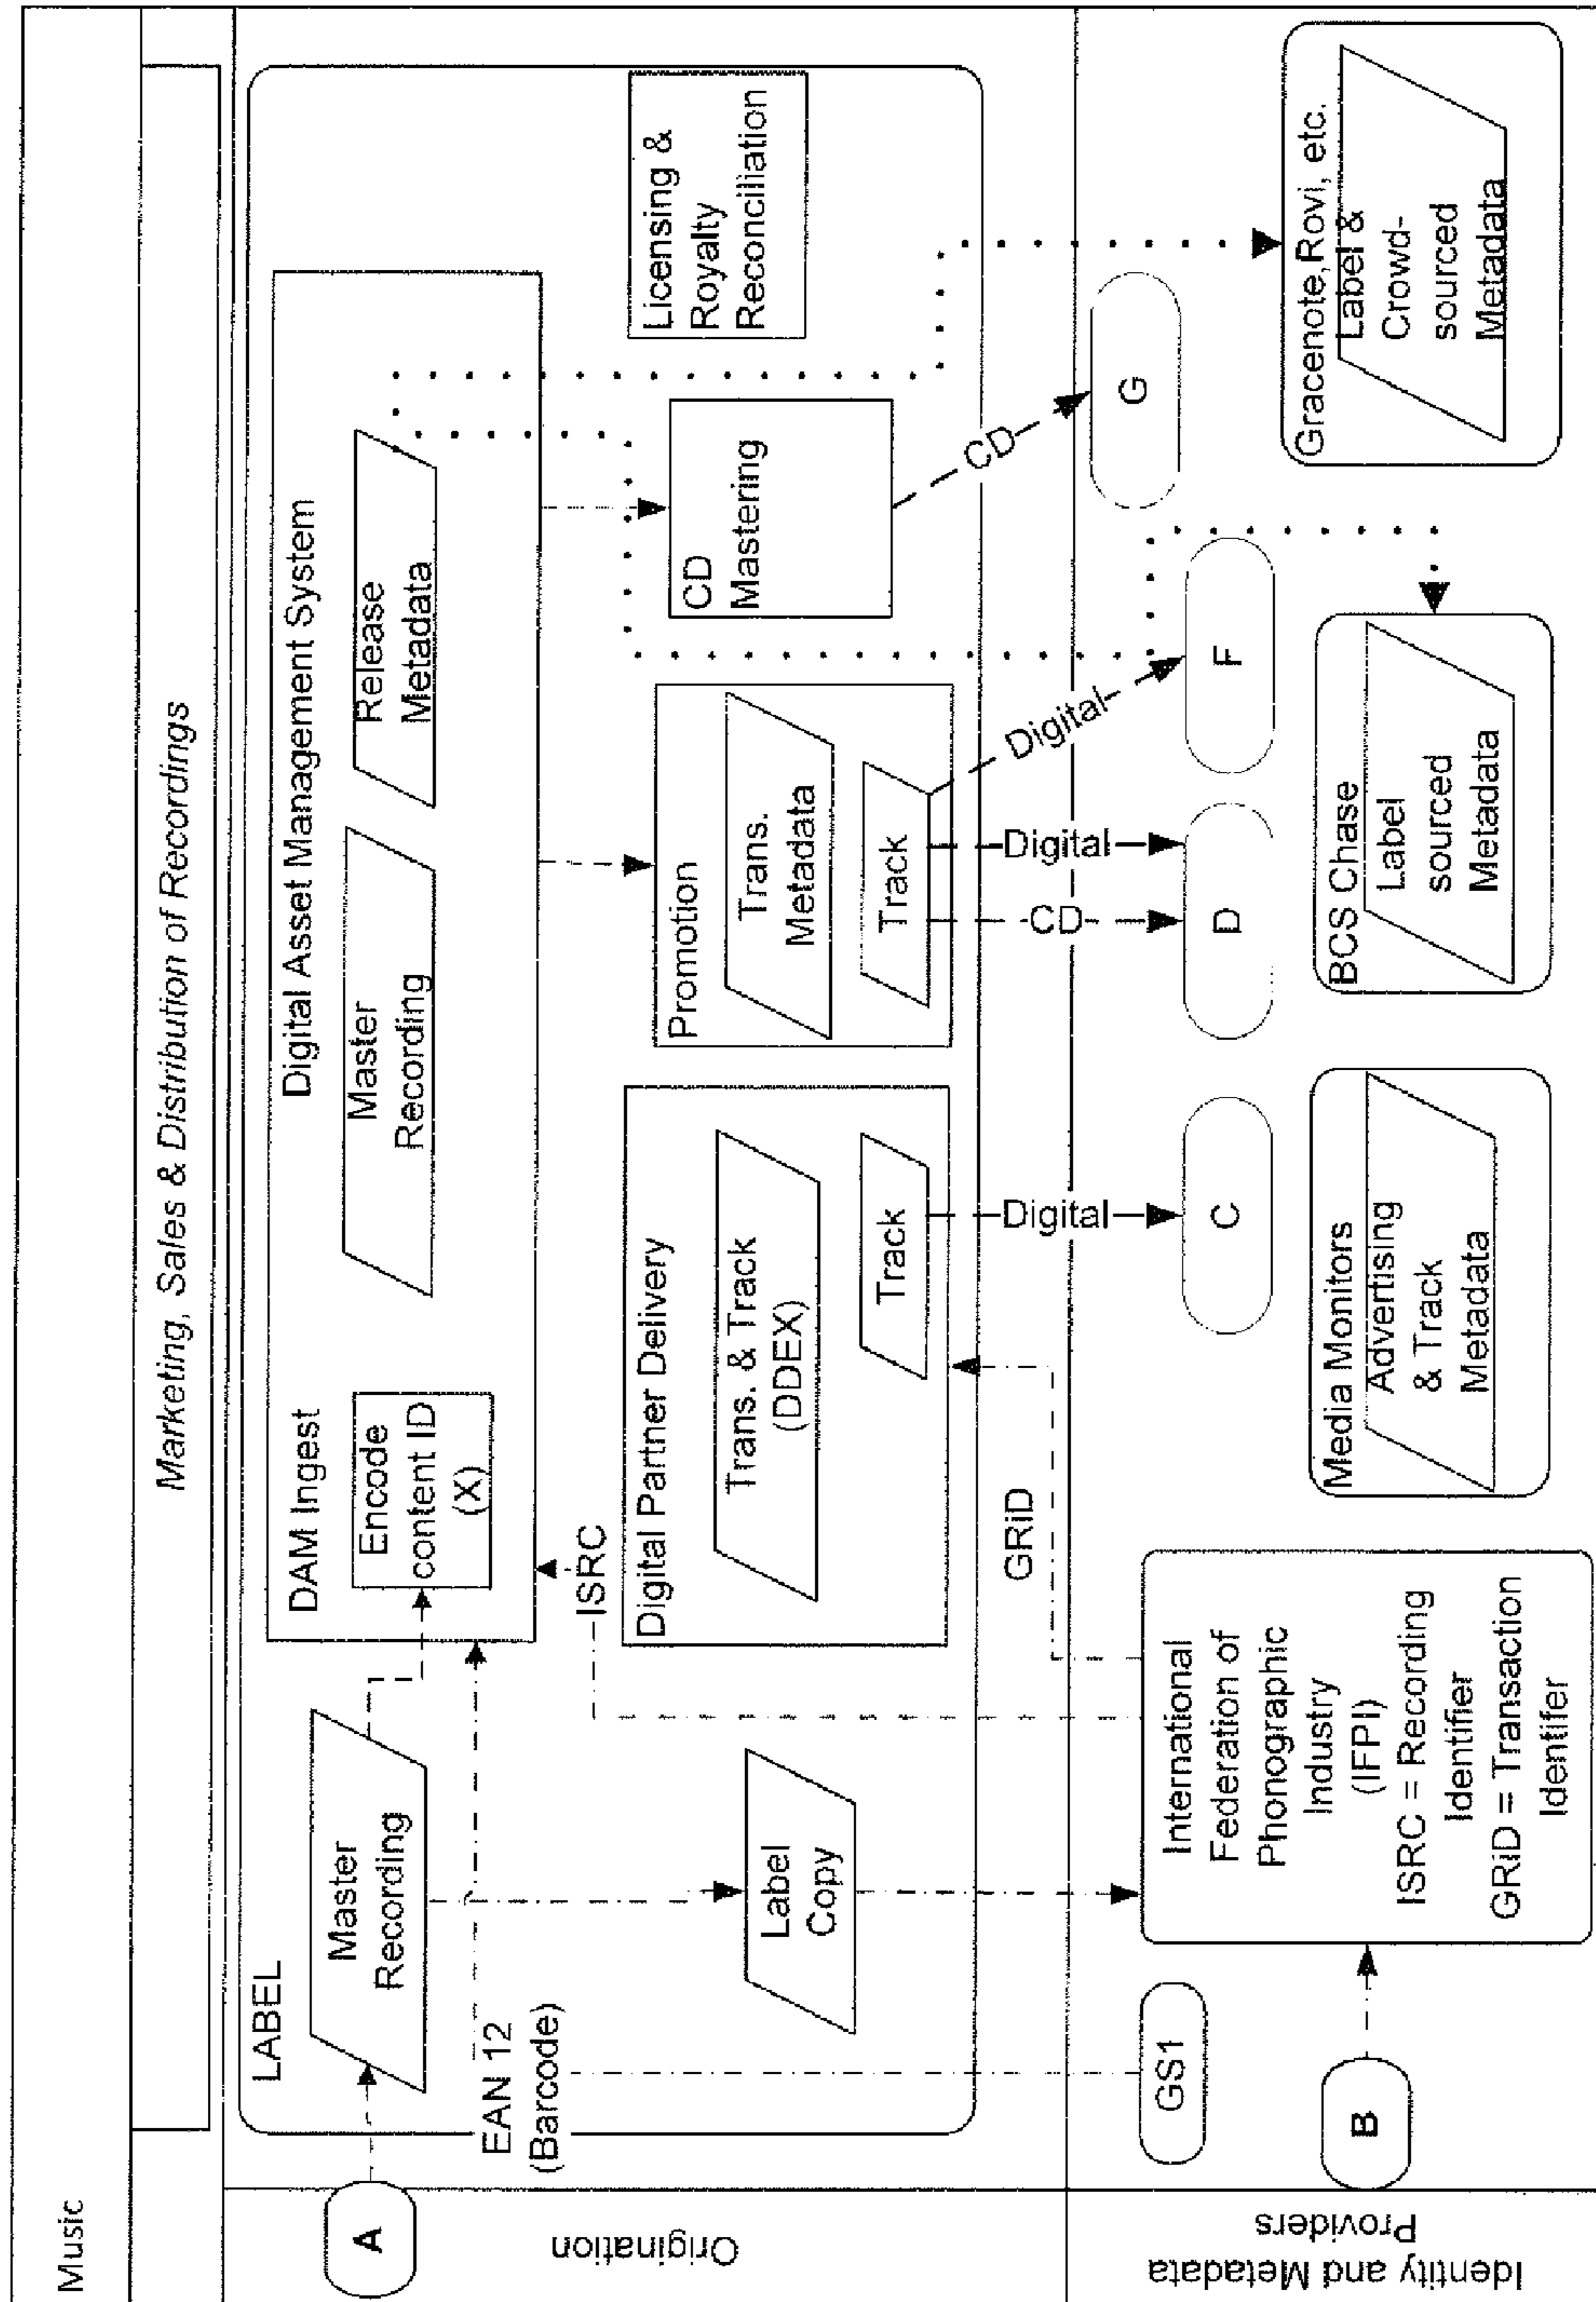 Music
Marketing, Sales & Distribution of Recordings
Origination
A
LABEL
Master
Recording
EAN 12
(Barcode)
Label
Copy
DAM Ingest
Encode
content ID
(X)
ISRC
Digital Asset Management System
Master
Recording
Release
Metadata
Digital Partner Delivery
Trans. & Track
(DDEX)
Track
GRiD
Digital
Promotion
Trans.
Metadata
Track
CD
Digital
Digital
CD
Mastering
CD
Licensing &
Royalty
Reconciliation
Identity and Metadata
Providers
GS1
B
International
Federation of
Phonographic
Industry
(IFPI)
ISRC = Recording
Identifier
GRiD = Transaction
Identifer
C
D
F
G
Media Monitors
Advertising
& Track
Metadata
BCS Chase
Label
sourced
Metadata
Gracenote,Rovi, etc.
Label &
Crowd-
sourced
Metadata